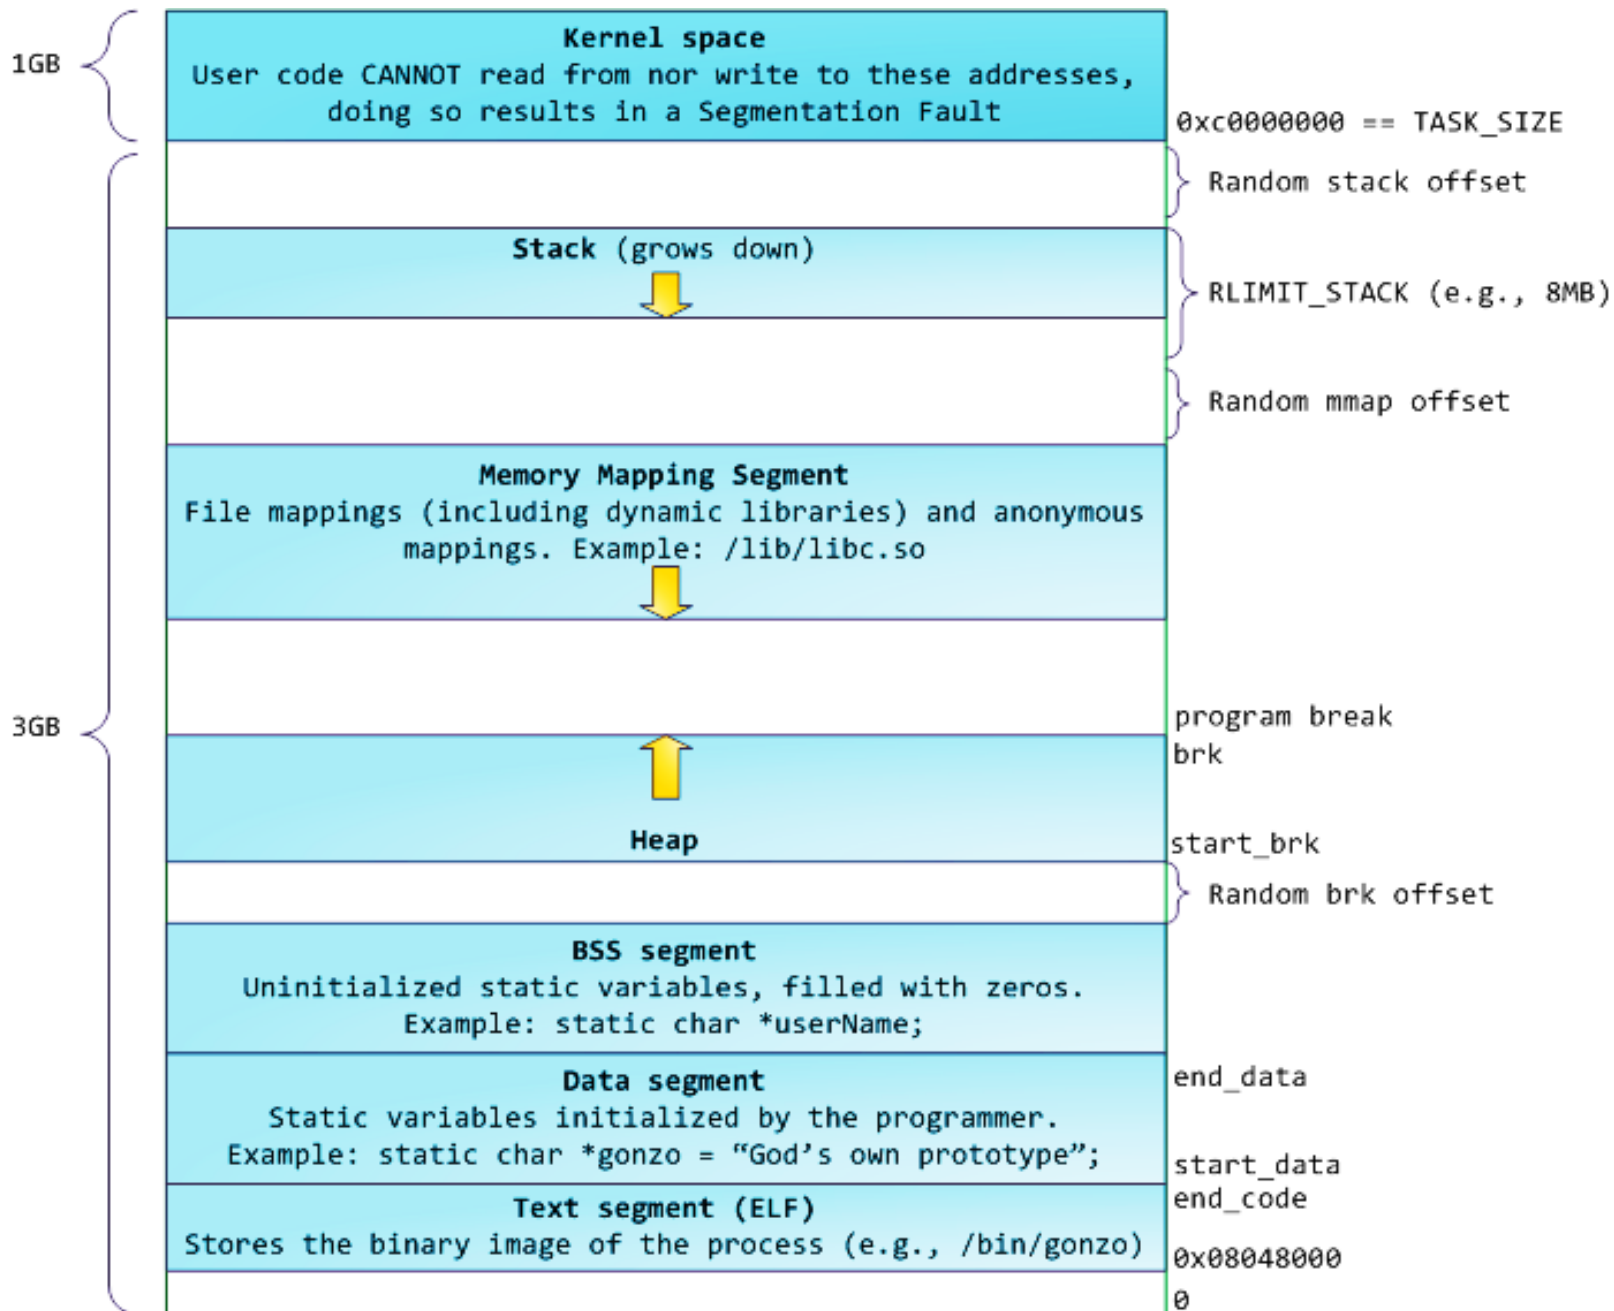 1GB
Kernel space
User code CANNOT read from nor write to these addresses,
doing so results in a Segmentation Fault
0xc0000000 == TASK_SIZE
Random stack offset
Stack (grows down)
RLIMIT_STACK (e.g., 8MB)
Random mmap offset
Memory Mapping Segment
File mappings (including dynamic libraries) and anonymous
mappings. Example: /lib/libc.so
3GB
program break
brk
Heap
start_brk
Random brk offset
BSS segment
Uninitialized static variables, filled with zeros.
Example: static char *userName;
Data segment
Static variables initialized by the programmer.
Example: static char *gonzo = “God’s own prototype”;
end_data
start_data
Text segment (ELF)
Stores the binary image of the process (e.g., /bin/gonzo)
end_code
0x08048000
0